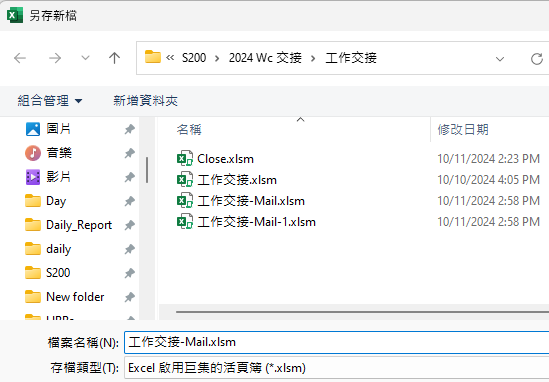 另存新檔
« S200 › 2024 Wc 交接 › 工作交接
組合管理 新增資料夾
圖片
音樂
影片
Day
Daily_Report
daily
S200
New folder
名稱 修改日期
Close.xlsm 10/11/2024 2:23 PM
工作交接.xlsm 10/10/2024 4:05 PM
工作交接-Mail.xlsm 10/11/2024 2:58 PM
工作交接-Mail-1.xlsm 10/11/2024 2:58 PM
檔案名稱(N): 工作交接-Mail.xlsm
存檔類型(T): Excel 啟用巨集的活頁簿 (*.xlsm)